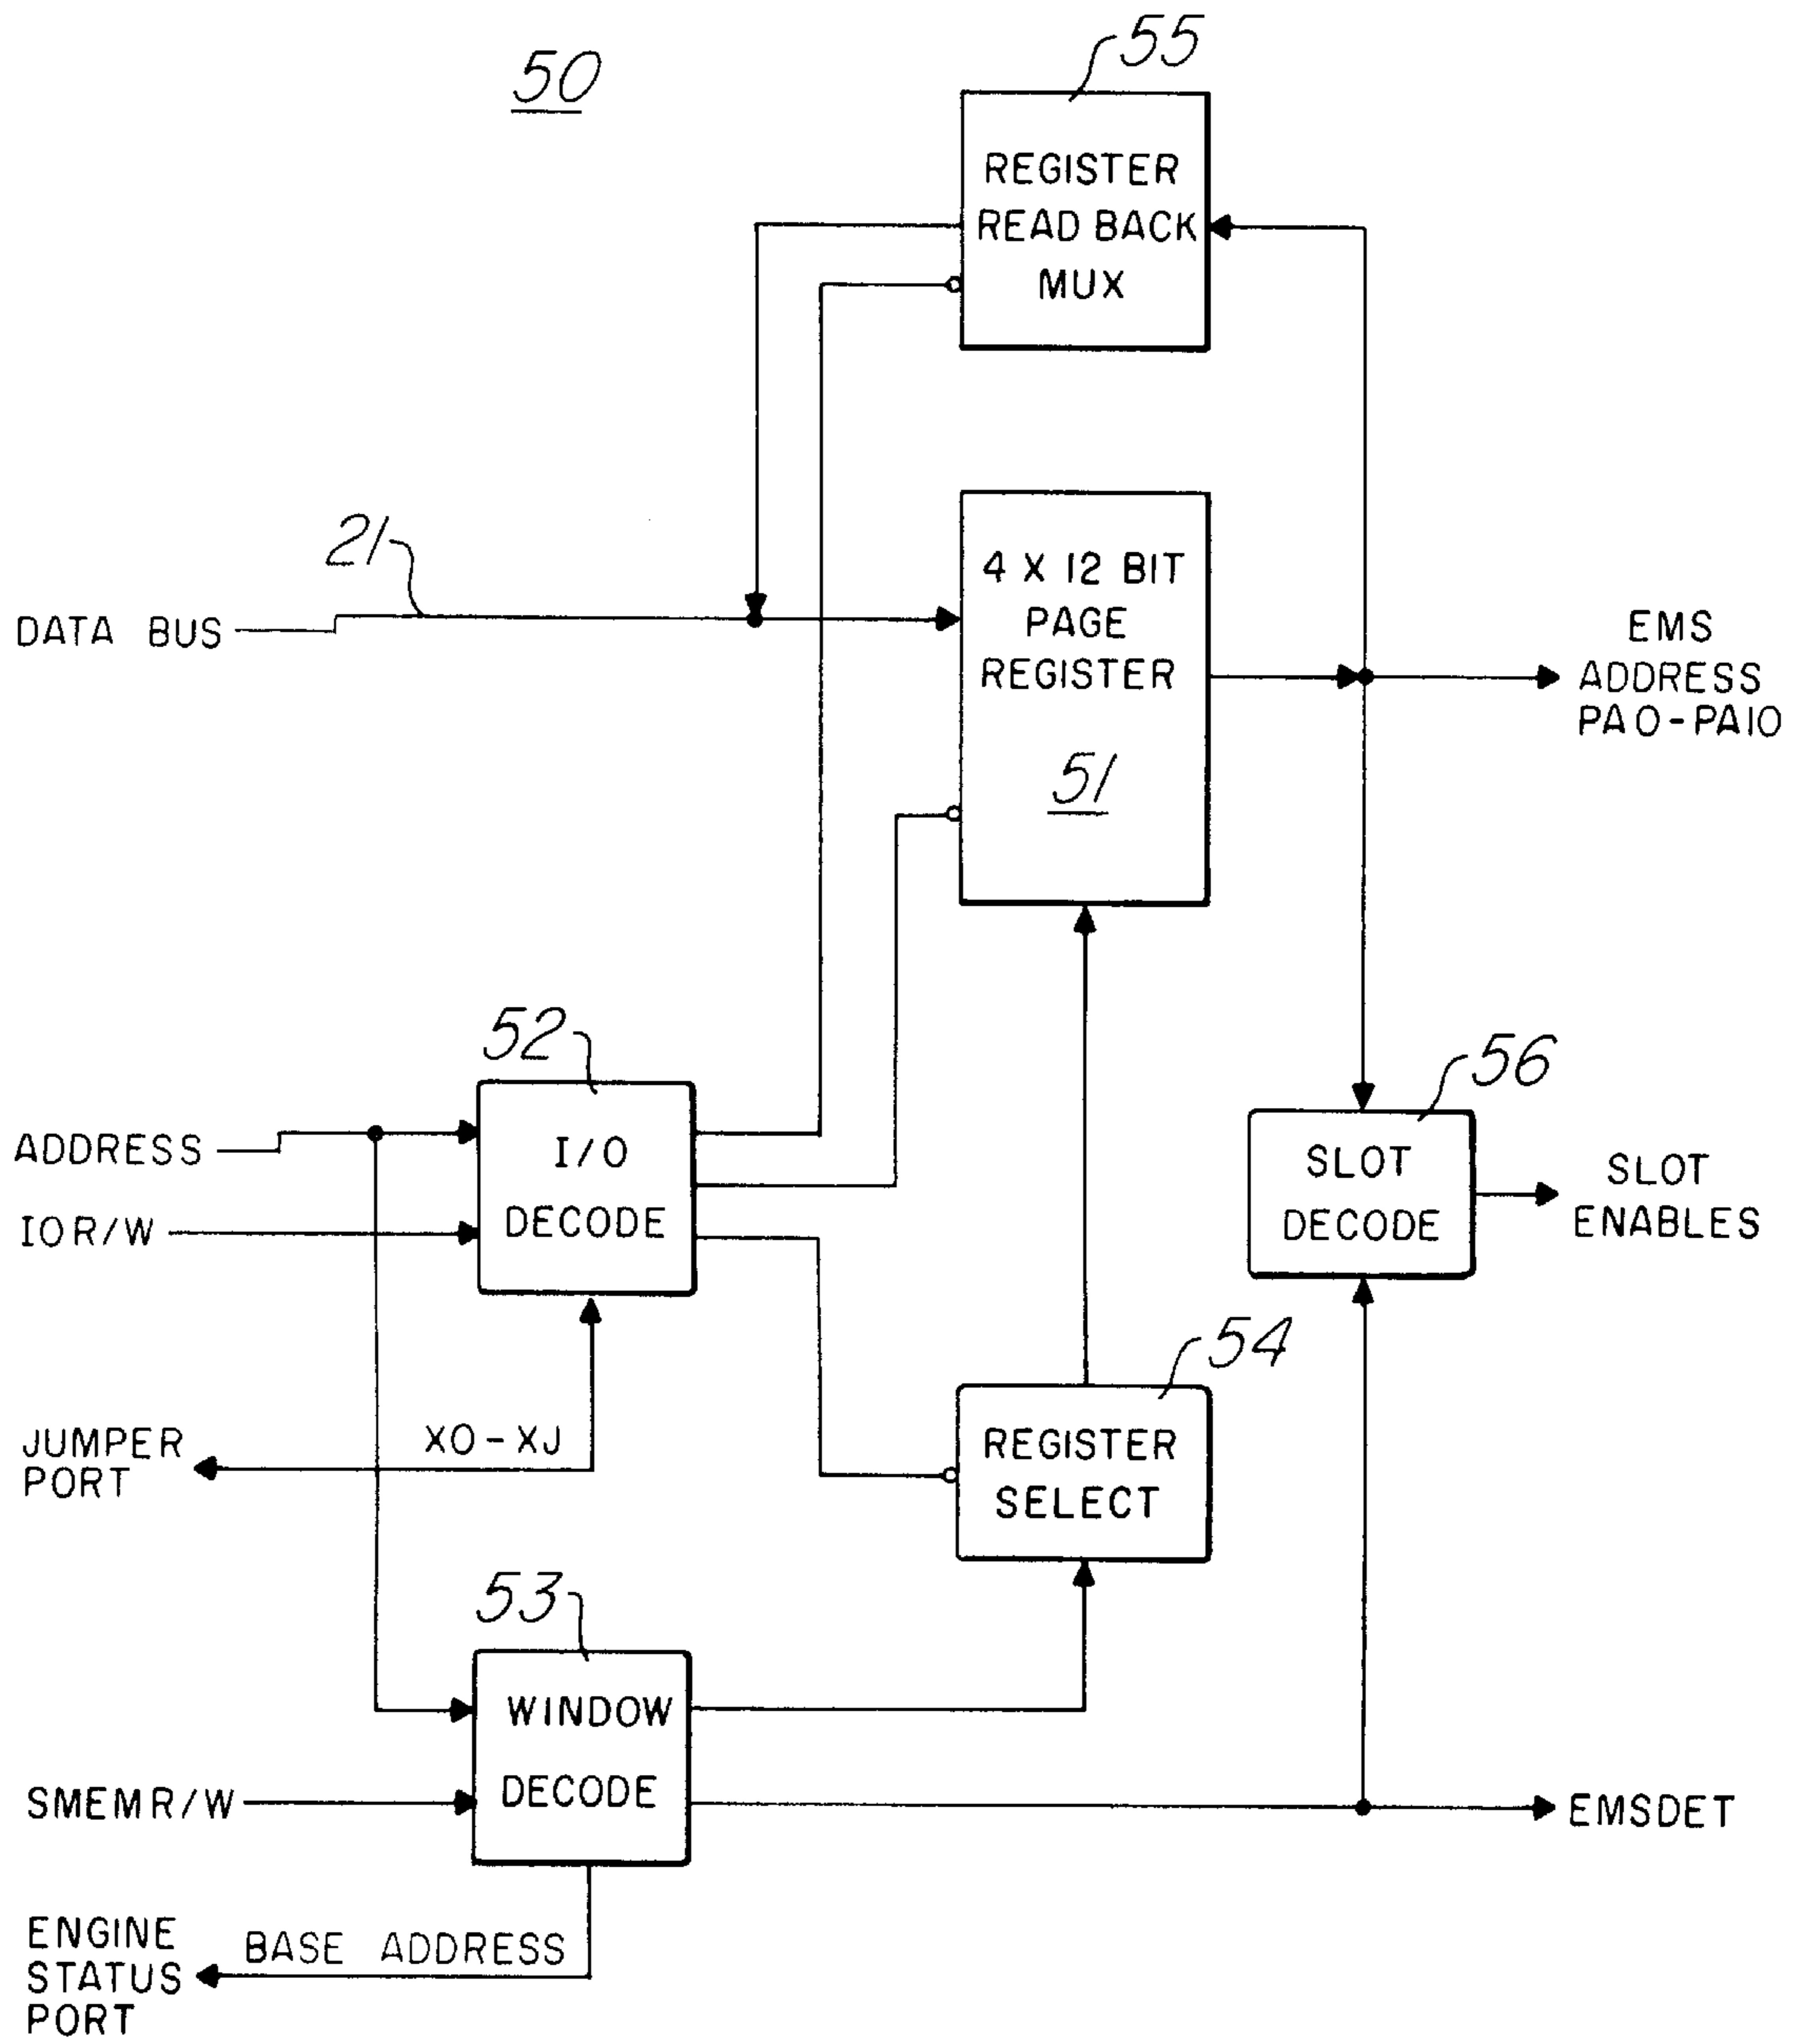 50
55
REGISTER
READ BACK
MUX
21
DATA BUS
4 X 12 BIT
PAGE
REGISTER
51
EMS
ADDRESS
PA0-PA10
52
ADDRESS
I/O
DECODE
IOR/W
56
SLOT
DECODE
SLOT
ENABLES
JUMPER
PORT
X0-XJ
54
REGISTER
SELECT
53
WINDOW
DECODE
SMEMR/W
EMSDET
ENGINE
STATUS
PORT
BASE ADDRESS